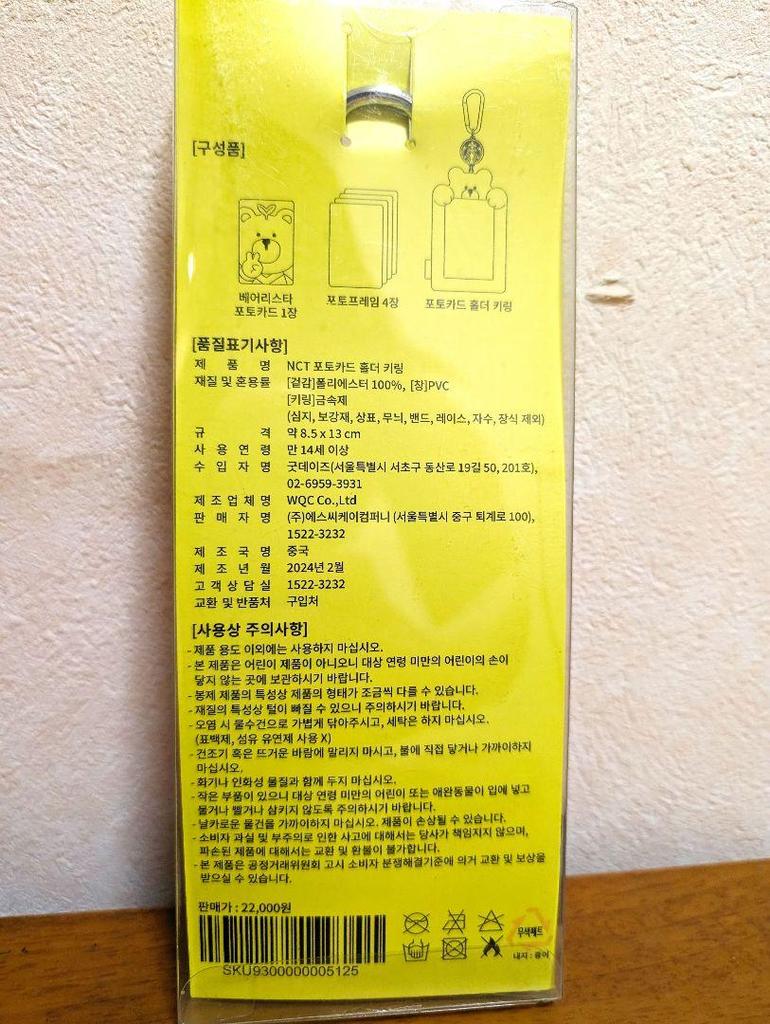 [구성품]
베어리스타
포토카드 1장
포토프레임 4장
포토카드 홀더 키링
[품질표기사항]
제 품 명 NCT 포토카드 홀더 키링
재질 및 혼용률 [겉감]폴리에스터 100%, [창]PVC
[키링]금속제
(심지, 보강재, 상표, 무늬, 밴드, 레이스, 자수, 장식 제외)
규 격 약 8.5 x 13 cm
사 용 연 령 만 14세 이상
수 입 자 명 굿데이즈(서울특별시 서초구 동산로 19길 50, 201호),
02-6959-3931
제 조 업 체 명 WQC Co.,Ltd
판 매 자 명 (주)에스씨케이컴퍼니 (서울특별시 중구 퇴계로 100),
1522-3232
제 조 국 명 중국
제 조 년 월 2024년 2월
고 객 상 담 실 1522-3232
교환 및 반품처 구입처
[사용상 주의사항]
- 제품 용도 이외에는 사용하지 마십시오.
- 본 제품은 어린이 제품이 아니오니 대상 연령 미만의 어린이의 손이
닿지 않는 곳에 보관하시기 바랍니다.
- 봉제 제품의 특성상 제품의 형태가 조금씩 다를 수 있습니다.
- 재질의 특성상 털이 빠질 수 있으니 주의하시기 바랍니다.
- 오염 시 물수건으로 가볍게 닦아주시고, 세탁은 하지 마십시오.
(표백제, 섬유 유연제 사용 X)
- 건조기 혹은 뜨거운 바람에 말리지 마시고, 불에 직접 닿거나 가까이하지
마십시오.
- 화기나 인화성 물질과 함께 두지 마십시오.
- 작은 부품이 있으니 대상 연령 미만의 어린이 또는 애완동물이 입에 넣고
물거나 빨거나 삼키지 않도록 주의하시기 바랍니다.
- 날카로운 물건을 가까이하지 마십시오. 제품이 손상될 수 있습니다.
- 소비자 과실 및 부주의로 인한 사고에 대해서는 당사가 책임지지 않으며,
파손된 제품에 대해서는 교환 및 환불이 불가합니다.
- 본 제품은 공정거래위원회 고시 소비자 분쟁해결기준에 의거 교환 및 보상을
받으실 수 있습니다.
판매가 : 22,000원
SKU9300000005125
무색페트
내지 : 종이